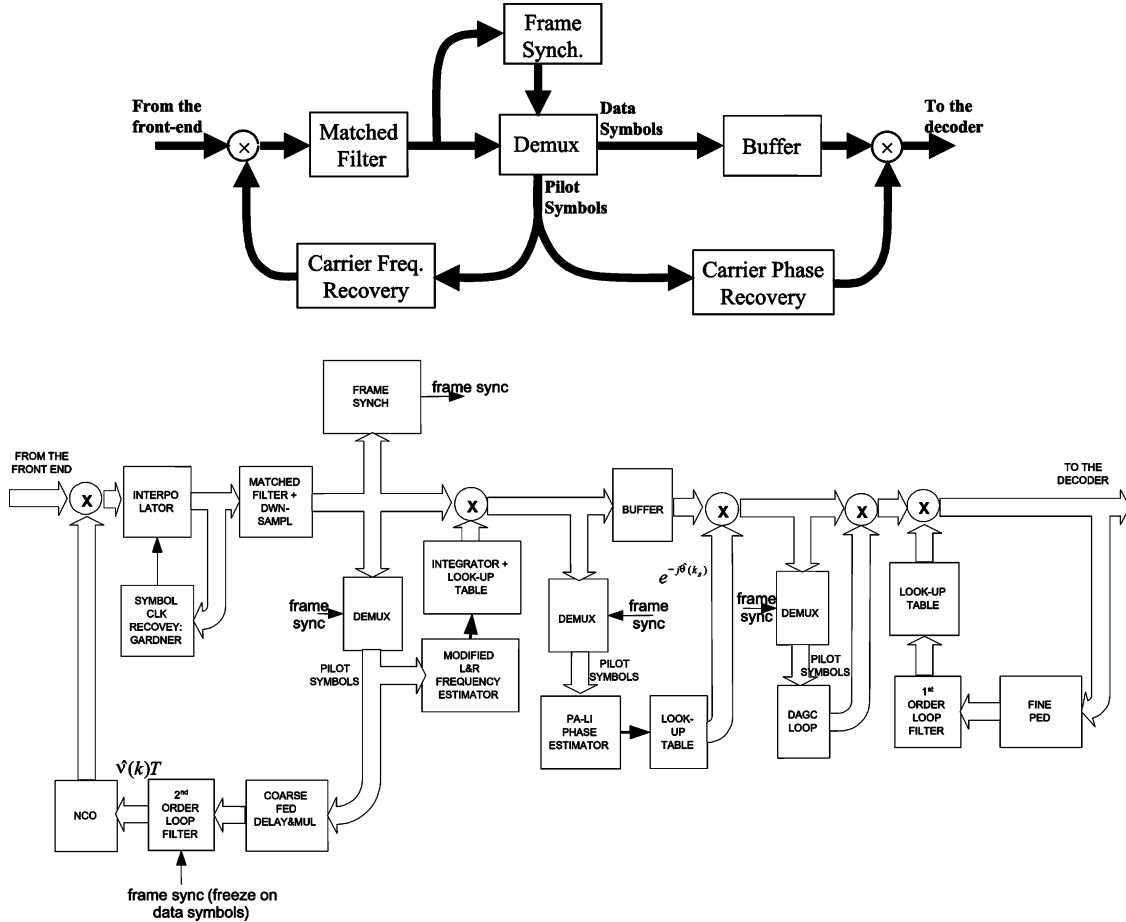 Frame
Synch.
From the
front-end
Matched
Filter
Demux
Data
Symbols
Buffer
To the
decoder
×
×
Pilot
Symbols
Carrier Freq.
Recovery
Carrier Phase
Recovery
FRAME
SYNCH
frame sync
FROM THE
FRONT END
X
INTERPO
LATOR
MATCHED
FILTER +
DWN-
SAMPL
X
BUFFER
X
X
X
TO THE
DECODER
INTEGRATOR +
LOOK-UP
TABLE
e^{-jθ̂(k_s)}
SYMBOL
CLK
RECOVEY:
GARDNER
frame
sync
DEMUX
DEMUX
frame
sync
frame
sync
DEMUX
LOOK-UP
TABLE
PILOT
SYMBOLS
MODIFIED
L&R
FREQUENCY
ESTIMATOR
PILOT
SYMBOLS
PILOT
SYMBOLS
PA-LI
PHASE
ESTIMATOR
LOOK-
UP
TABLE
DAGC
LOOP
1st
ORDER
LOOP
FILTER
FINE
PED
ν̂(k)T
NCO
2nd
ORDER
LOOP
FILTER
COARSE
FED
DELAY&MUL
frame sync (freeze on
data symbols)